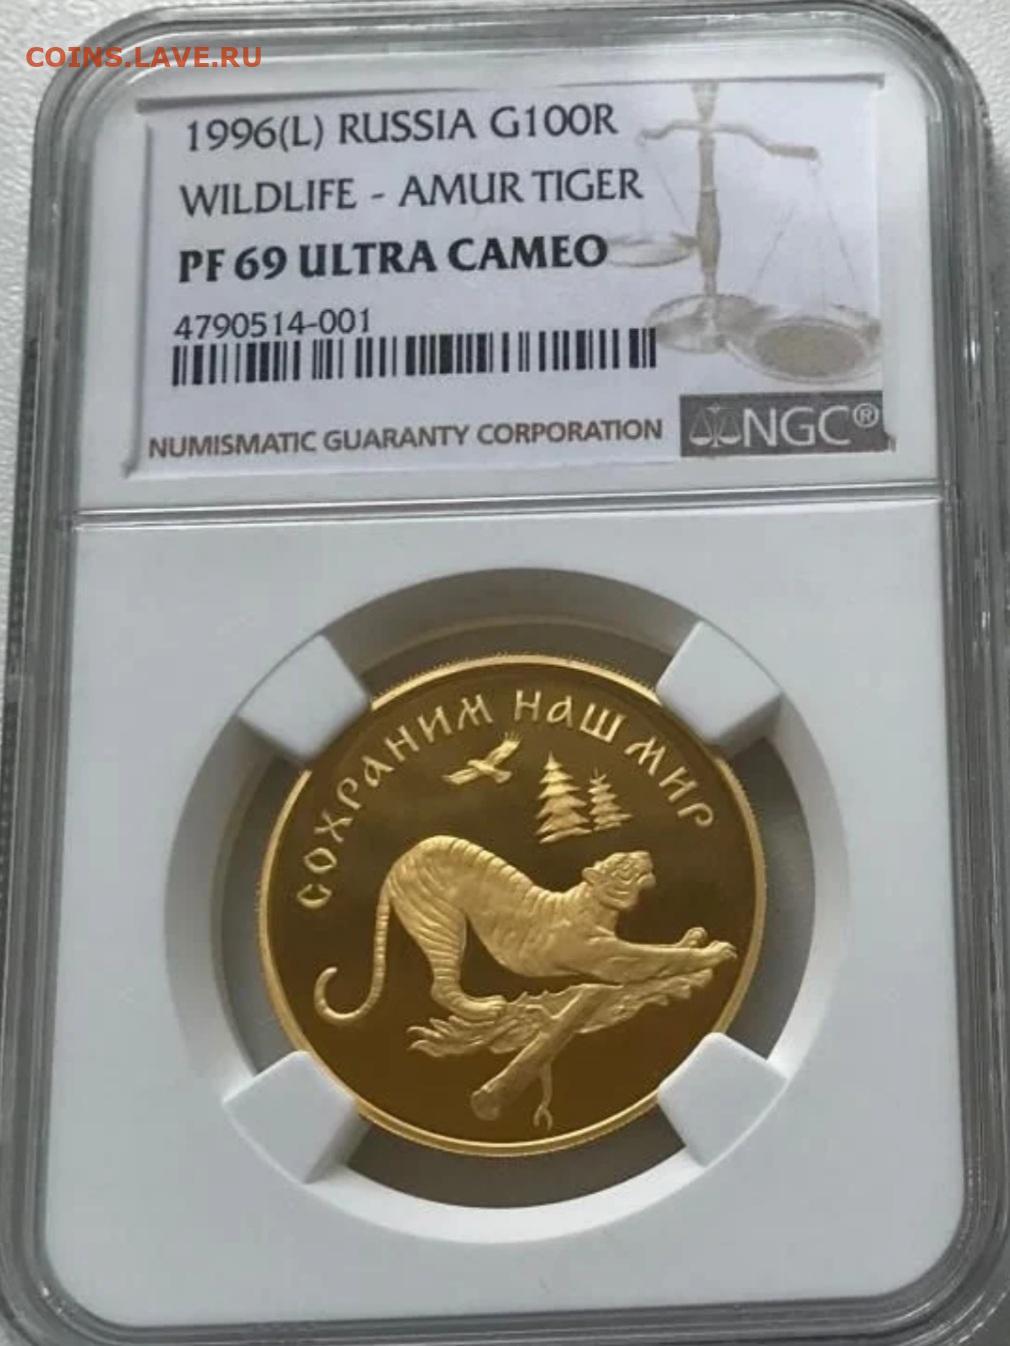 COINS.LAVE.RU
1996(L) RUSSIA G100R
WILDLIFE - AMUR TIGER
PF 69 ULTRA CAMEO
4790514-001
NUMISMATIC GUARANTY CORPORATION NGC®
СОХРАНИМ НАШ МИР